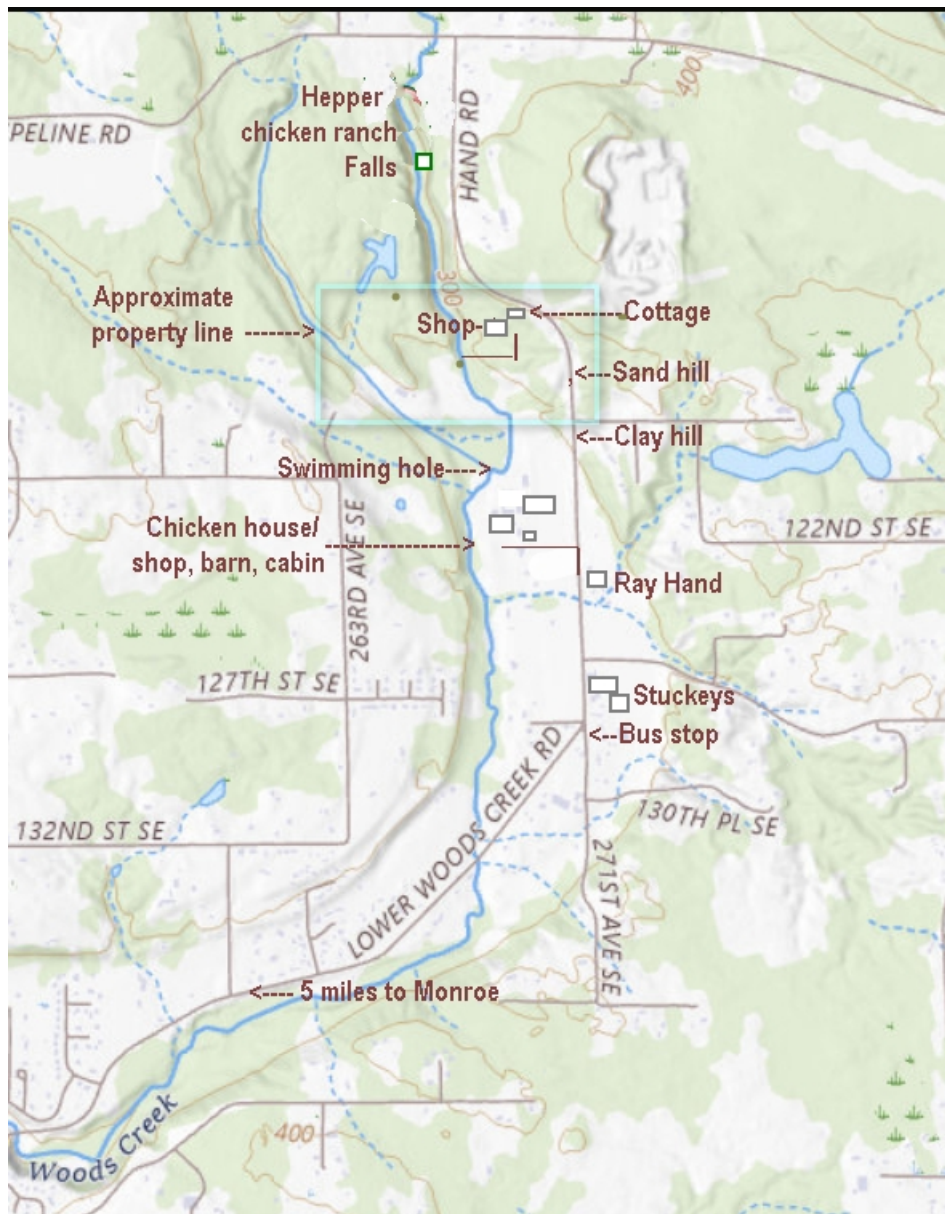 400
Hepper
chicken ranch
Falls
PELINE RD
HAND RD
300
Approximate
property line ------>
Shop-
<--------Cottage
<---Sand hill
<---Clay hill
Swimming hole---->
Chicken house/
shop, barn, cabin
------------->
122ND ST SE
263RD AVE SE
Ray Hand
127TH ST SE
Stuckeys
<--Bus stop
130TH PL SE
132ND ST SE
LOWER WOODS CREEK RD
271ST AVE SE
<---- 5 miles to Monroe
Woods Creek
400